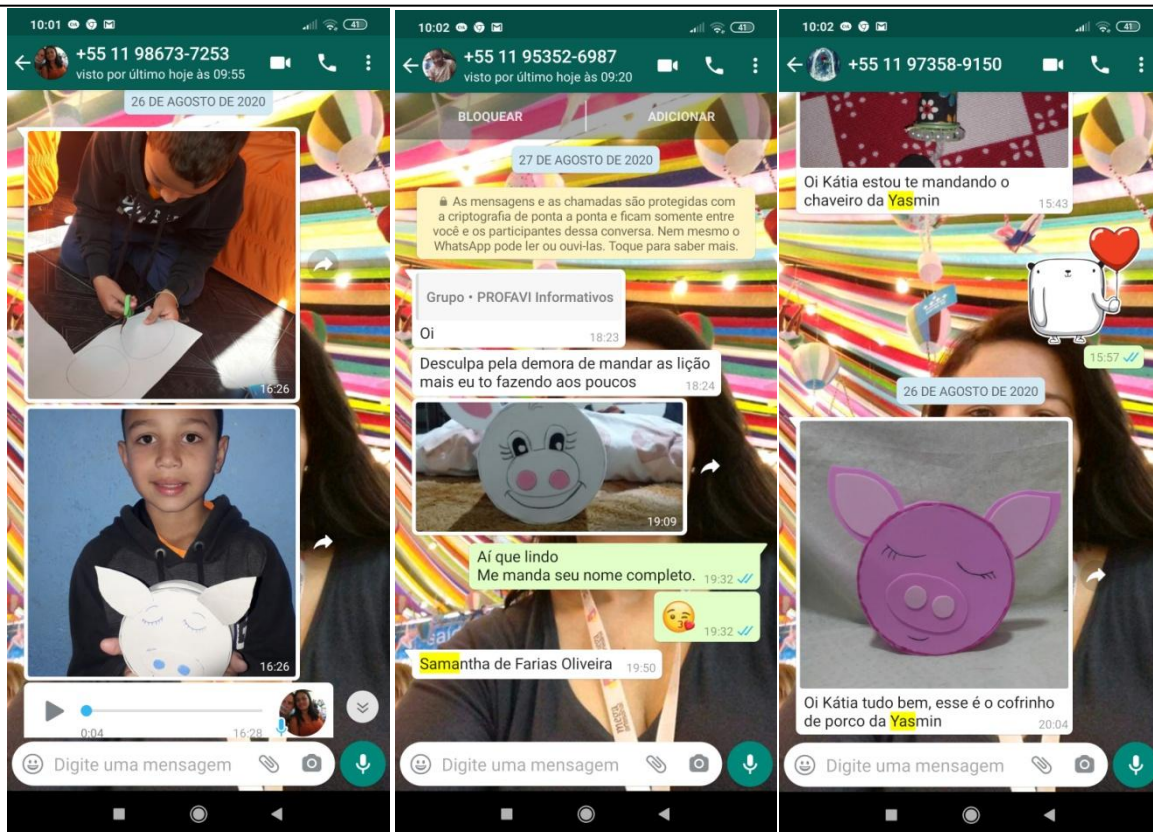 10:01
41
+55 11 98673-7253
visto por último hoje às 09:55
26 DE AGOSTO DE 2020
16:26
16:26
0:04
16:28
Digite uma mensagem
10:02
41
+55 11 95352-6987
visto por último hoje às 09:20
BLOQUEAR
ADICIONAR
27 DE AGOSTO DE 2020
As mensagens e as chamadas são protegidas com
a criptografia de ponta a ponta e ficam somente entre
você e os participantes dessa conversa. Nem mesmo o
WhatsApp pode ler ou ouvi-las. Toque para saber mais.
Grupo • PROFAVI Informativos
Oi
18:23
Desculpa pela demora de mandar as lição
mais eu to fazendo aos poucos
18:24
19:09
Aí que lindo
Me manda seu nome completo.
19:32
19:32
Samantha de Farias Oliveira
19:50
Digite uma mensagem
10:02
41
+55 11 97358-9150
Oi Kátia estou te mandando o
chaveiro da Yasmin
15:43
15:57
26 DE AGOSTO DE 2020
Oi Kátia tudo bem, esse é o cofrinho
de porco da Yasmin
20:04
Digite uma mensagem